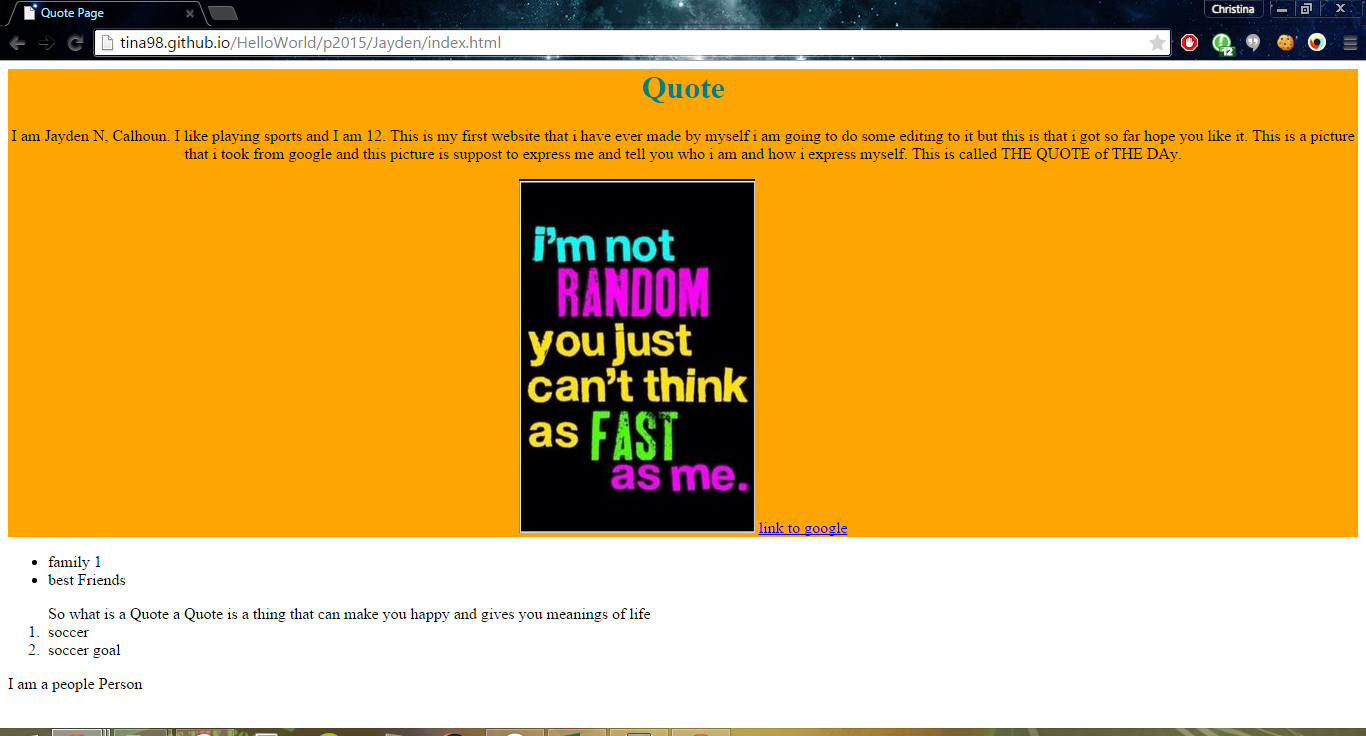 Quote Page
Christina
tina98.github.io/HelloWorld/p2015/Jayden/index.html
12
Quote
I am Jayden N, Calhoun. I like playing sports and I am 12. This is my first website that i have ever made by myself i am going to do some editing to it but this is that i got so far hope you like it. This is a picture
that i took from google and this picture is suppost to express me and tell you who i am and how i express myself. This is called THE QUOTE of THE DAy.
i'm not
RANDOM
you just
can't think
as FAST
as me.
link to google
• family 1
• best Friends
So what is a Quote a Quote is a thing that can make you happy and gives you meanings of life
1. soccer
2. soccer goal
I am a people Person